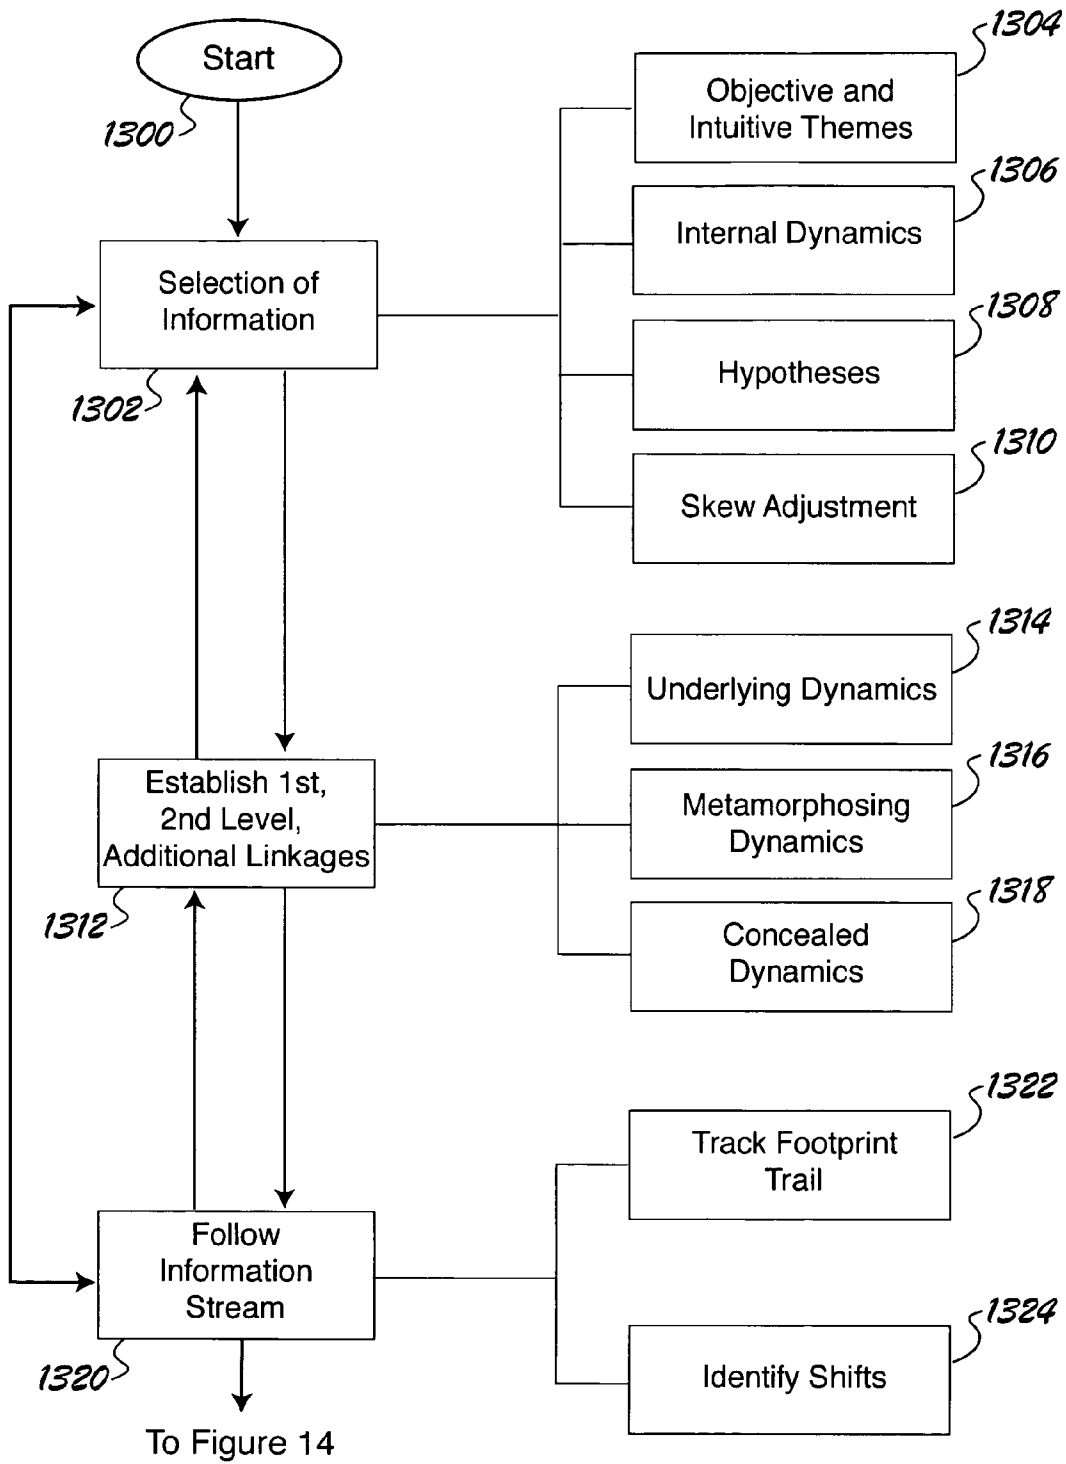 Start
1300
Selection of
Information
1302
Objective and
Intuitive Themes
1304
Internal Dynamics
1306
Hypotheses
1308
Skew Adjustment
1310
Establish 1st,
2nd Level,
Additional Linkages
1312
Underlying Dynamics
1314
Metamorphosing
Dynamics
1316
Concealed
Dynamics
1318
Follow
Information
Stream
1320
Track Footprint
Trail
1322
Identify Shifts
1324
To Figure 14